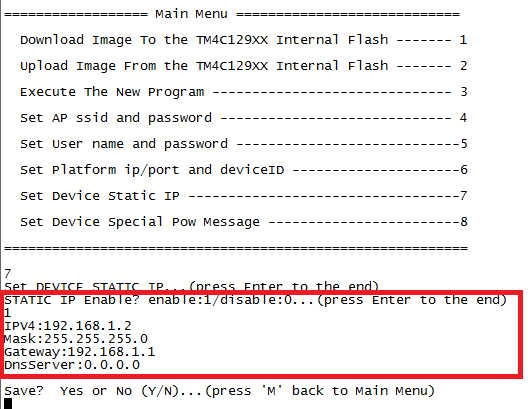 ================== Main Menu ============================
Download Image To the TM4C129XX Internal Flash ------- 1
Upload Image From the TM4C129XX Internal Flash ------- 2
Execute The New Program ------------------------------ 3
Set AP ssid and password ----------------------------- 4
Set User name and password ----------------------------5
Set Platform ip/port and deviceID ---------------------6
Set Device Static IP ----------------------------------7
Set Device Special Pow Message ------------------------8
==========================================================
7
Set DEVICE STATIC IP...(press Enter to the end)
STATIC IP Enable? enable:1/disable:0...(press Enter to the end)
1
IPV4:192.168.1.2
Mask:255.255.255.0
Gateway:192.168.1.1
DnsServer:0.0.0.0
Save?  Yes or No (Y/N)...(press 'M' back to Main Menu)